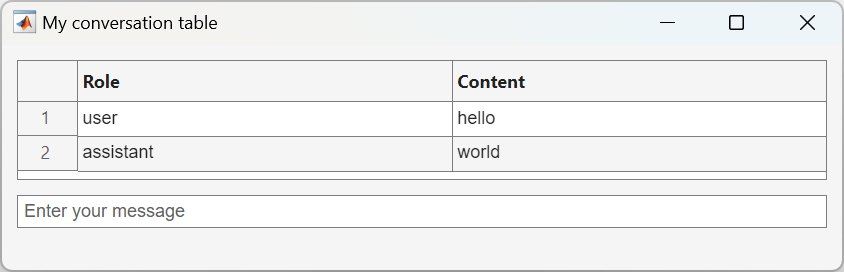 My conversation table
Role Content
1 user hello
2 assistant world
Enter your message